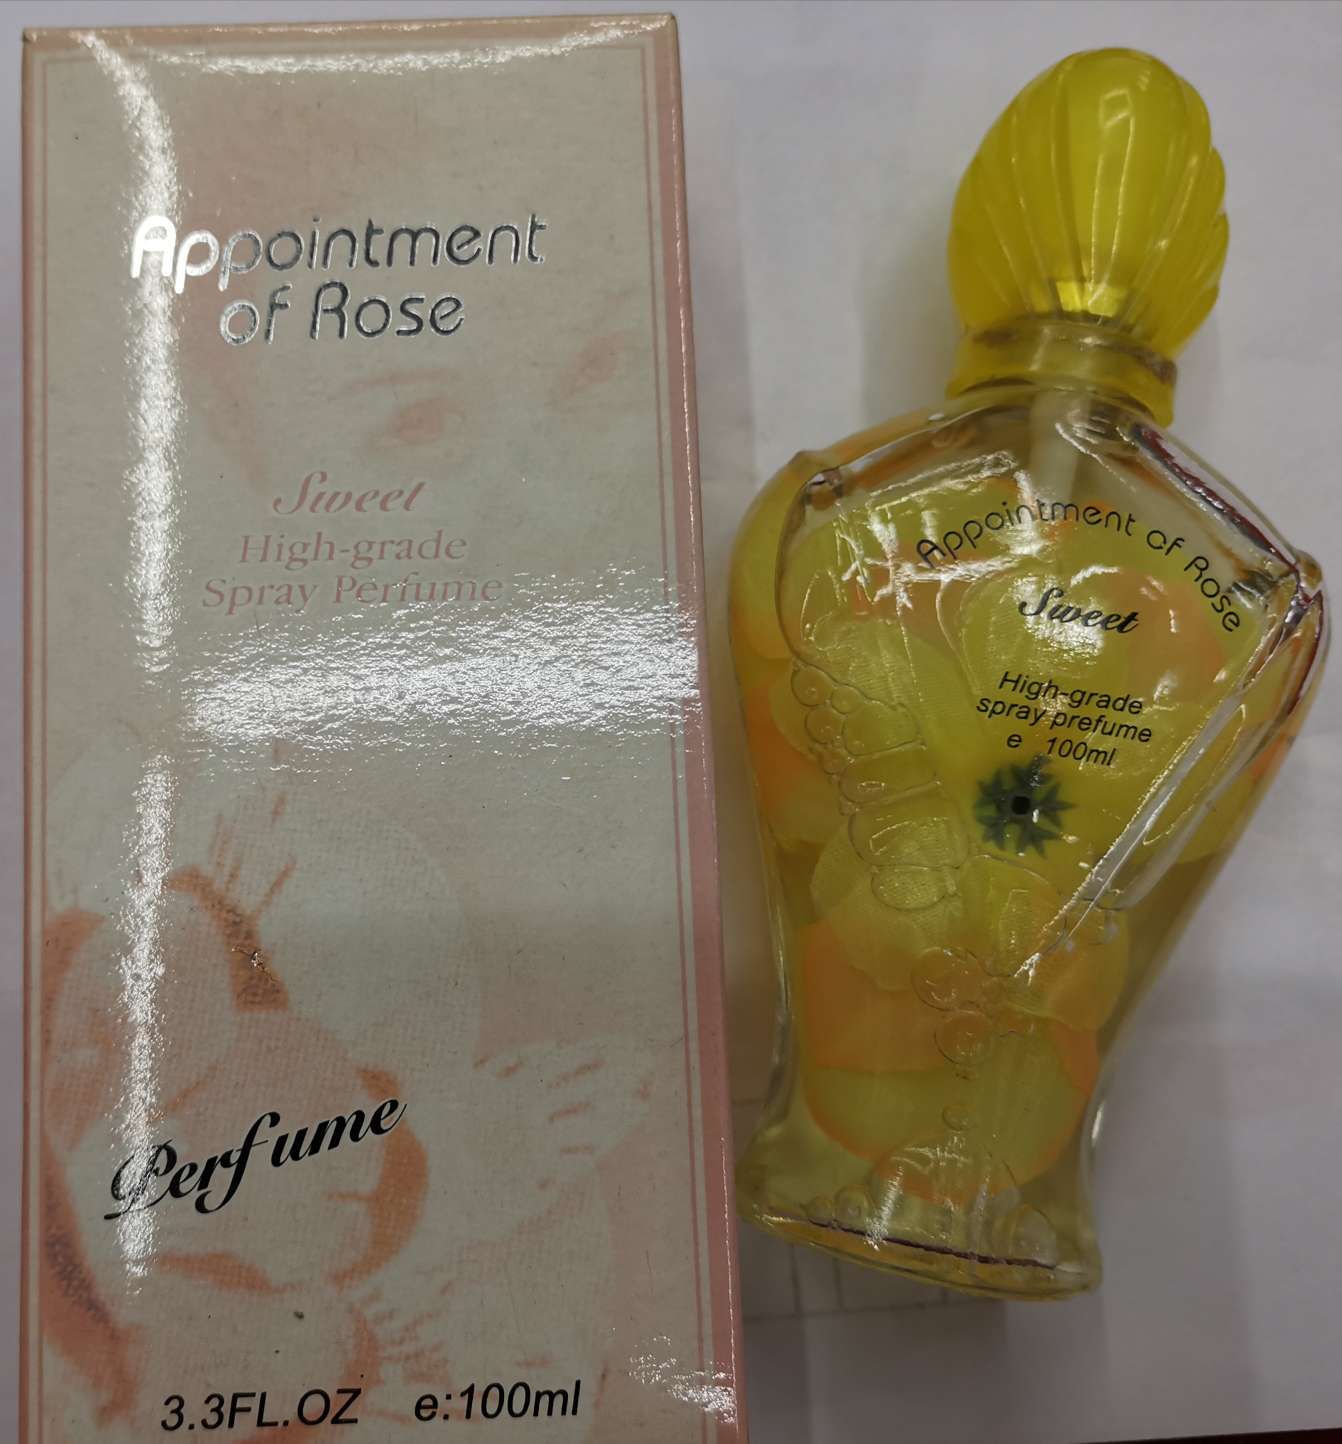 Appointment
of Rose
Sweet
High-grade
Spray Perfume
Perfume
3.3FL.OZ e:100ml
Appointment of Rose
Sweet
High-grade
spray prefume
e 100ml